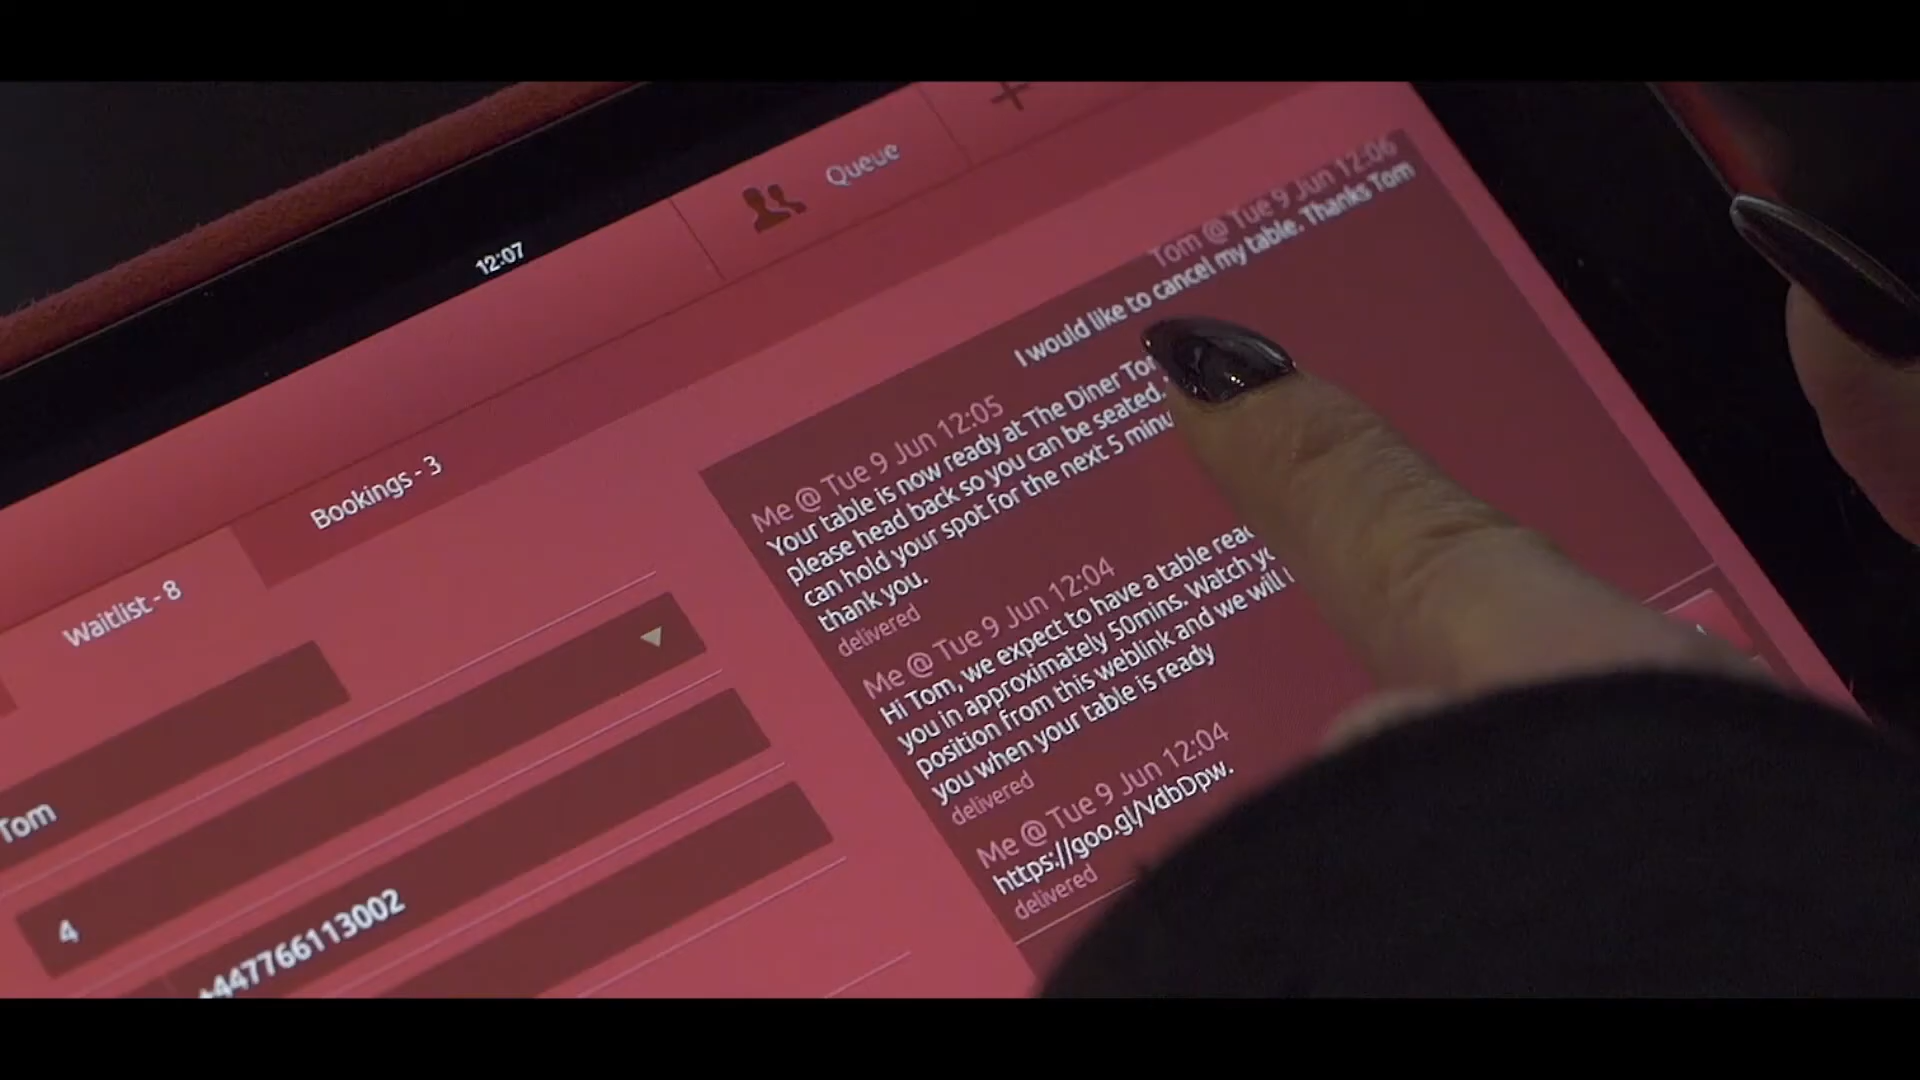 12:07
Queue
+
Waitlist - 8
Bookings - 3
Tom
4
+447766113002
Tom @ Tue 9 Jun 12:06
I would like to cancel my table. Thanks Tom
Me @ Tue 9 Jun 12:05
Your table is now ready at The Diner
please head back so you can be seated.
can hold your spot for the next 5
thank you.
delivered
Me @ Tue 9 Jun 12:04
Hi Tom, we expect to have a table
you in approximately 50mins. Watch
position from this weblink and we will
you when your table is ready
delivered
Me @ Tue 9 Jun 12:04
https://goo.gl/VdbDpw.
delivered